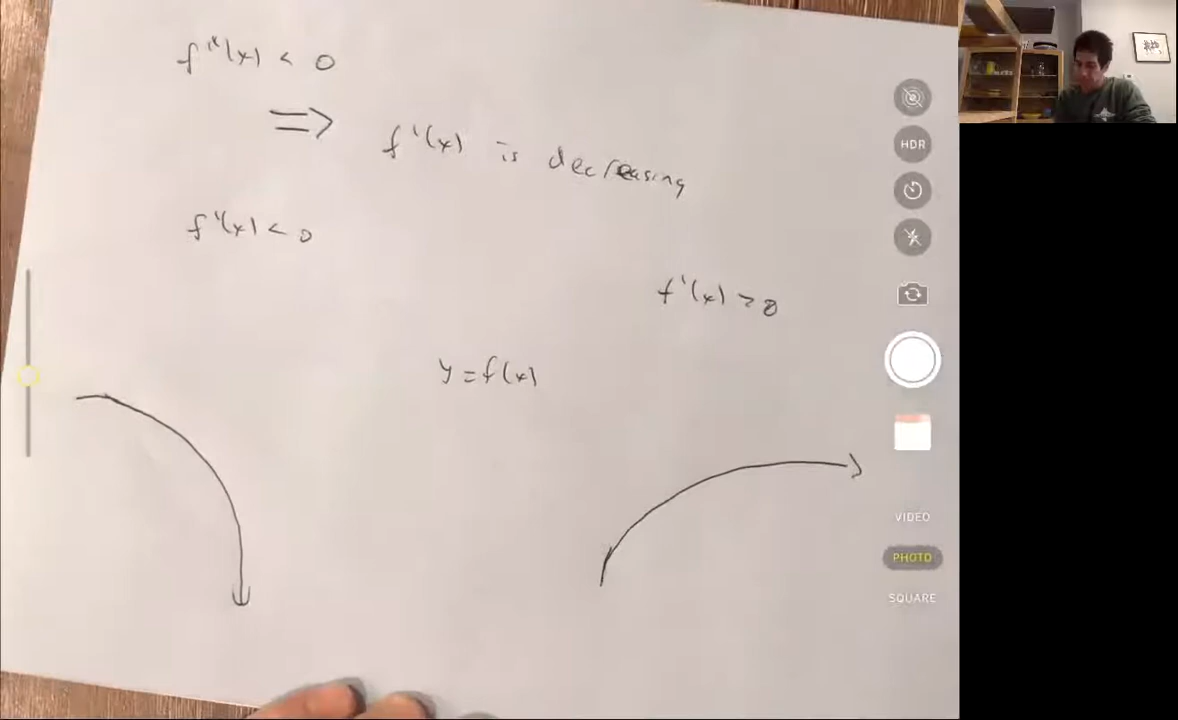 f''(x) < 0
⇒ f'(x) is decreasing
f'(x) < 0
f'(x) > 0
y = f(x)
HDR
VIDEO
PHOTO
SQUARE